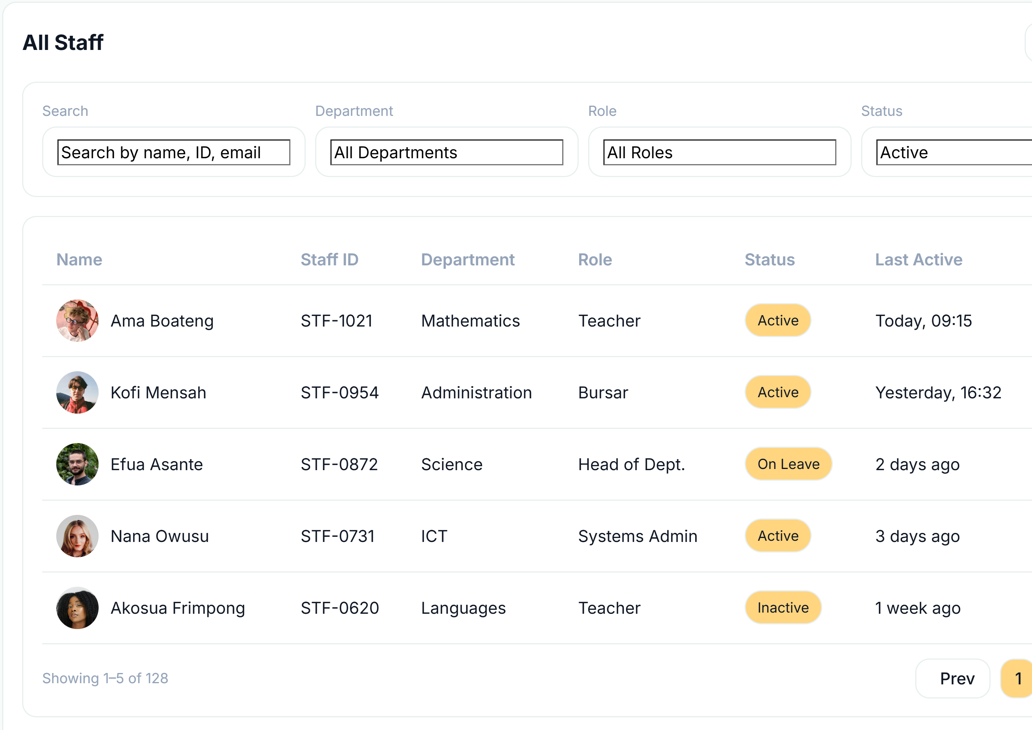 All Staff
Search Department Role Status
Search by name, ID, email All Departments All Roles Active
Name Staff ID Department Role Status Last Active
Ama Boateng STF-1021 Mathematics Teacher Active Today, 09:15
Kofi Mensah STF-0954 Administration Bursar Active Yesterday, 16:32
Efua Asante STF-0872 Science Head of Dept. On Leave 2 days ago
Nana Owusu STF-0731 ICT Systems Admin Active 3 days ago
Akosua Frimpong STF-0620 Languages Teacher Inactive 1 week ago
Showing 1–5 of 128 Prev 1